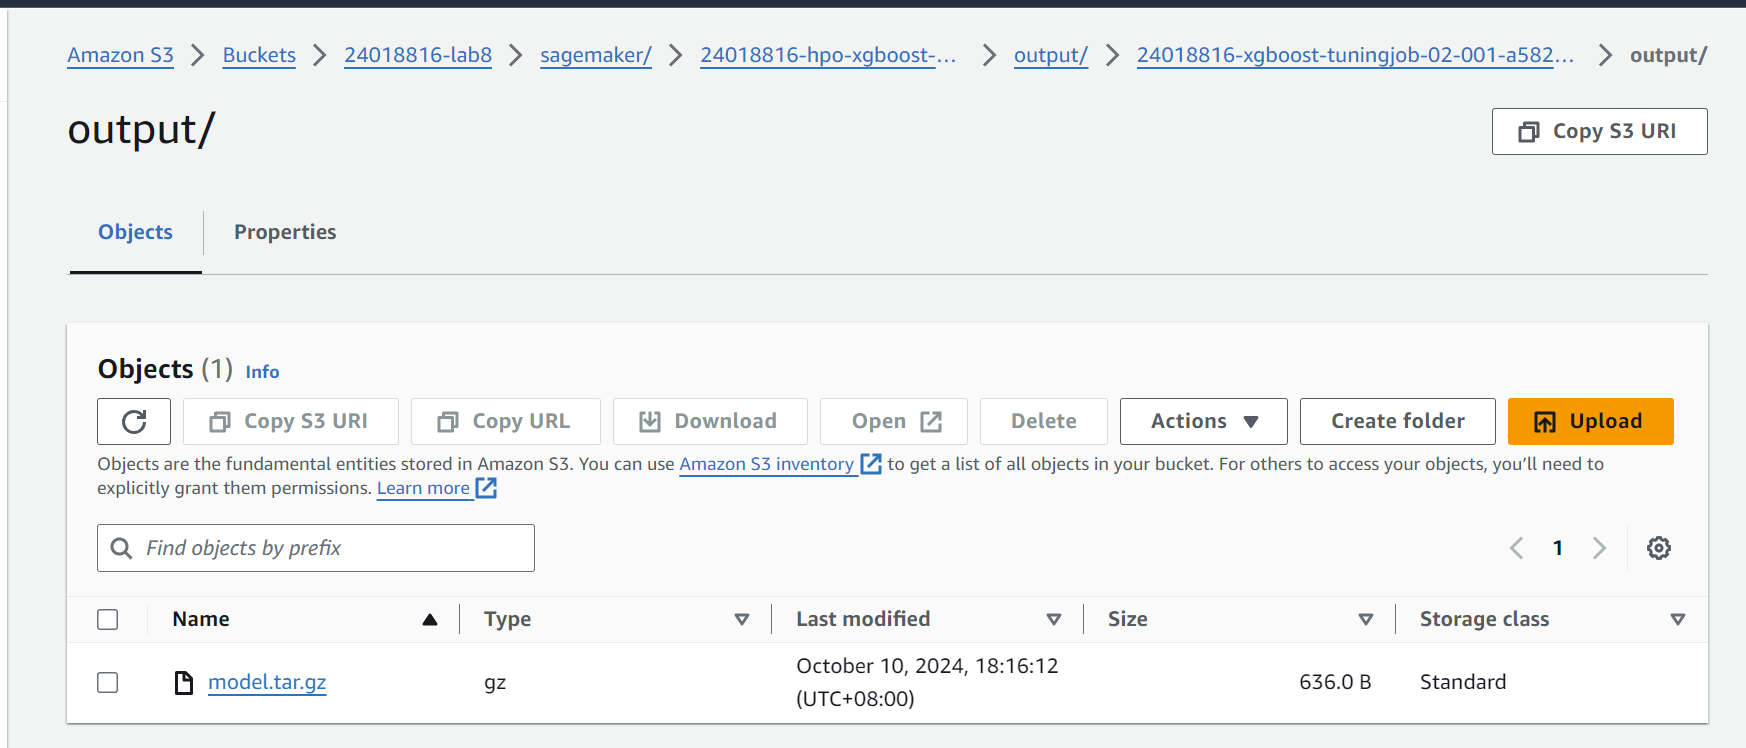 Amazon S3 > Buckets > 24018816-lab8 > sagemaker/ > 24018816-hpo-xgboost-... > output/ > 24018816-xgboost-tuningjob-02-001-a582... > output/
output/
Copy S3 URI
Objects Properties
Objects (1) Info
Copy S3 URI Copy URL Download Open Delete Actions Create folder Upload
Objects are the fundamental entities stored in Amazon S3. You can use Amazon S3 inventory to get a list of all objects in your bucket. For others to access your objects, you’ll need to
explicitly grant them permissions. Learn more
Find objects by prefix
1
Name Type Last modified Size Storage class
model.tar.gz gz October 10, 2024, 18:16:12 636.0 B Standard
(UTC+08:00)